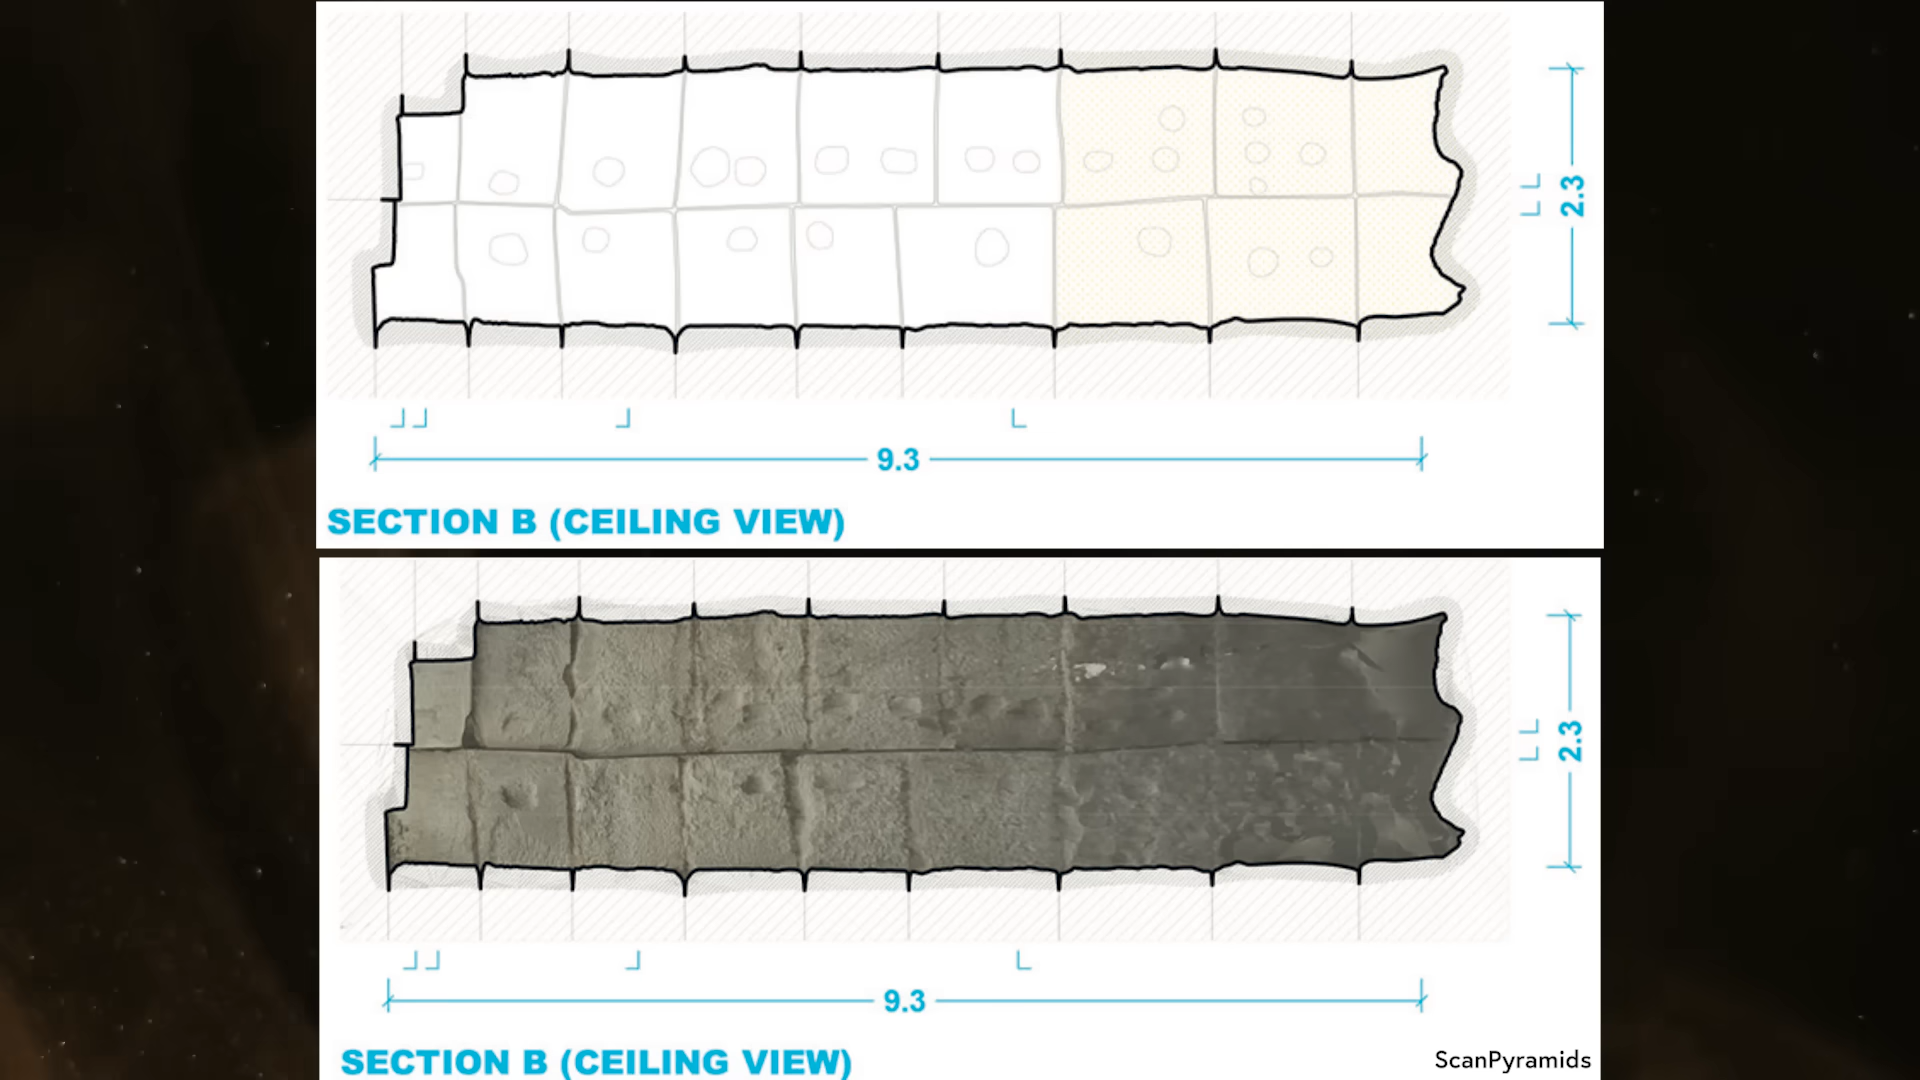 2.3
9.3
SECTION B (CEILING VIEW)
2.3
9.3
SECTION B (CEILING VIEW)
ScanPyramids